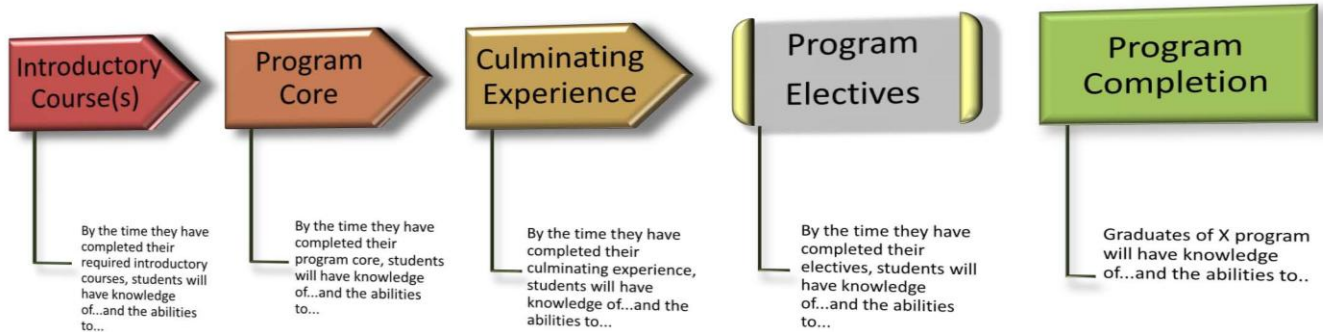 Introductory
Course(s)
Program
Core
Culminating
Experience
Program
Electives
Program
Completion
By the time they have
completed their
required introductory
courses, students will
have knowledge
of...and the abilities
to...
By the time they have
completed their
program core, students
will have knowledge
of...and the abilities
to...
By the time they have
completed their
culminating experience,
students will have
knowledge of...and the
abilities to...
By the time they have
completed their
electives, students will
have knowledge
of...and the abilities
to...
Graduates of X program
will have knowledge
of...and the abilities to..